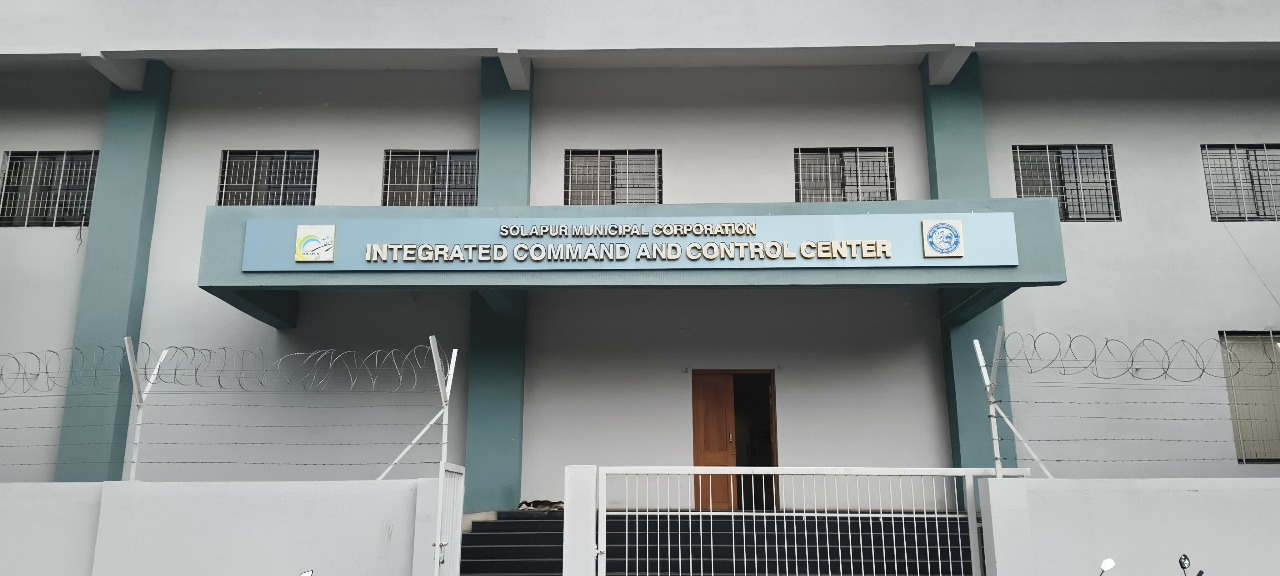 SOLAPUR MUNICIPAL CORPORATION
INTEGRATED COMMAND AND CONTROL CENTER